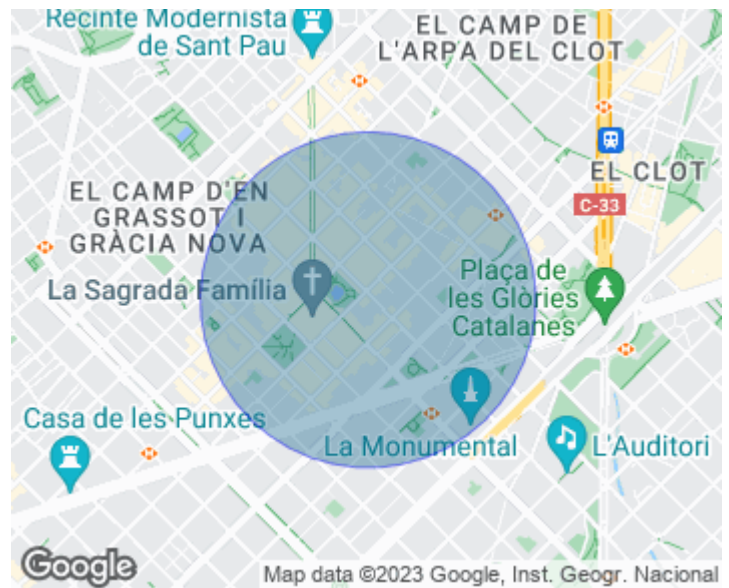 Recinte Modernista
de Sant Pau
EL CAMP DE
L'ARPA DEL CLOT
EL CLOT
C-33
EL CAMP D'EN
GRASSOT I
GRÀCIA NOVA
La Sagrada Família
Plaça de
les Glòries
Catalanes
Casa de les Punxes
La Monumental
L'Auditori
Google
Map data ©2023 Google, Inst. Geogr. Nacional